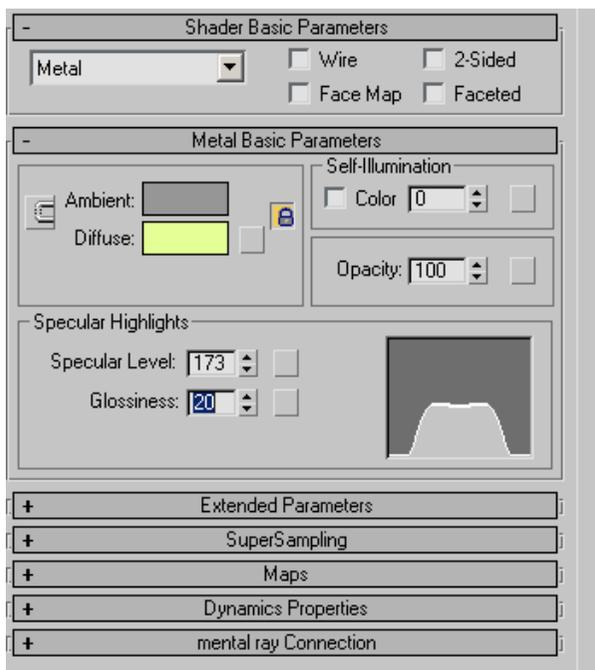 - Shader Basic Parameters
Metal
Wire
2-Sided
Face Map
Faceted
- Metal Basic Parameters
Ambient:
Diffuse:
Self-Illumination
Color 0
Opacity: 100
Specular Highlights
Specular Level: 173
Glossiness: 20
+ Extended Parameters
+ SuperSampling
+ Maps
+ Dynamics Properties
+ mental ray Connection